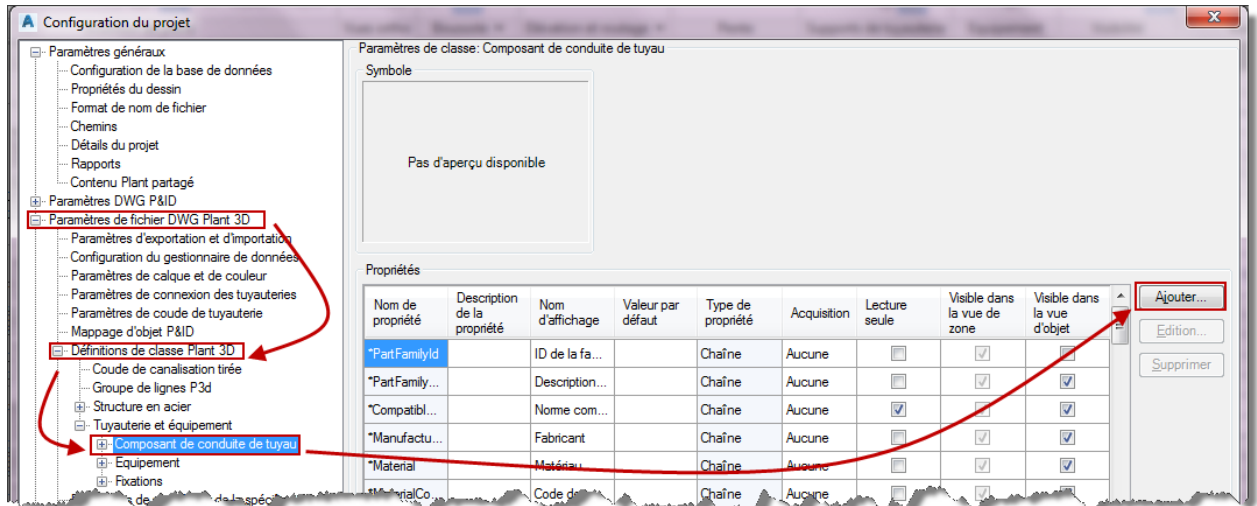 Configuration du projet
Paramètres généraux
Configuration de la base de données
Propriétés du dessin
Format de nom de fichier
Chemins
Détails du projet
Rapports
Contenu Plant partagé
Paramètres DWG P&ID
Paramètres de fichier DWG Plant 3D
Paramètres d'exportation et d'importation
Configuration du gestionnaire de données
Paramètres de calque et de couleur
Paramètres de connexion des tuyauteries
Paramètres de coude de tuyauterie
Mappage d'objet P&ID
Définitions de classe Plant 3D
Coude de canalisation tirée
Groupe de lignes P3d
Structure en acier
Tuyauterie et équipement
Composant de conduite de tuyau
Equipement
Fixations
Paramètres de classe: Composant de conduite de tuyau
Symbole
Pas d'aperçu disponible
Propriétés
Nom de propriété Description de la propriété Nom d'affichage Valeur par défaut Type de propriété Acquisition Lecture seule Visible dans la vue de zone Visible dans la vue d'objet
*PartFamilyId ID de la fa... Chaîne Aucune
*PartFamily... Description... Chaîne Aucune
*Compatibl... Norme com... Chaîne Aucune
*Manufactu... Fabricant Chaîne Aucune
*Material Matériau Chaîne Aucune
Code de Chaîne Aucune
Ajouter...
Edition...
Supprimer